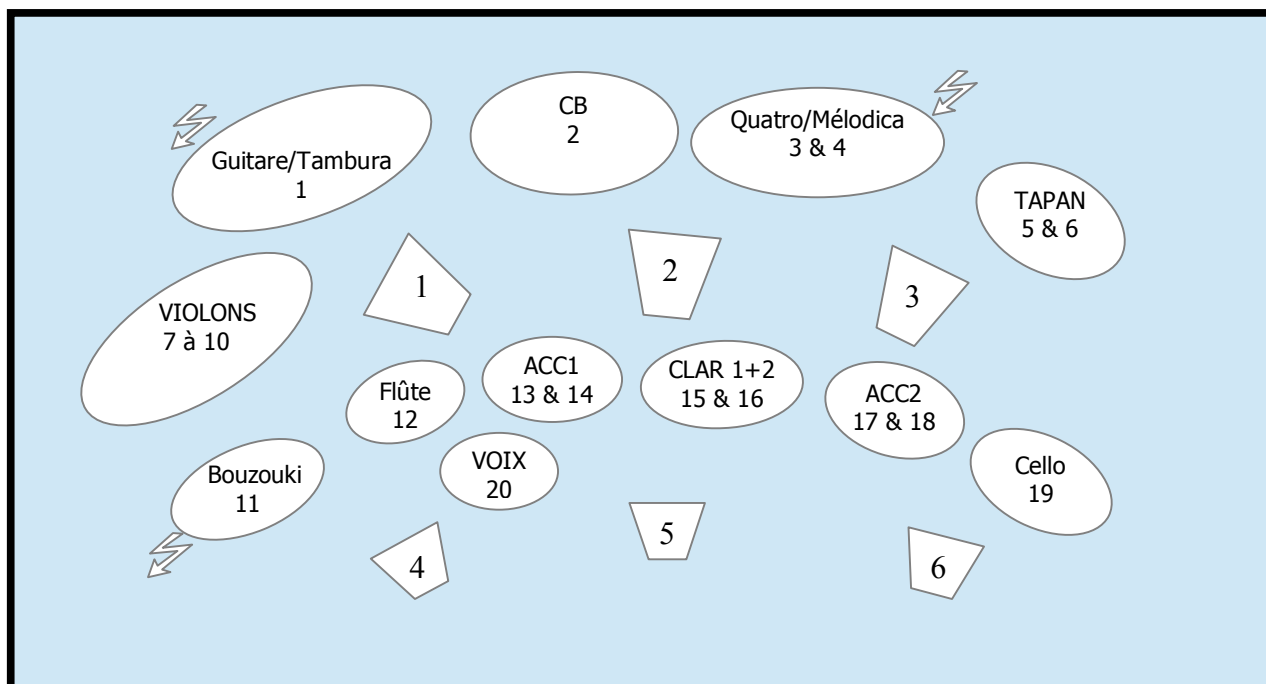 CB
2
Quatro/Mélodica
3 & 4
Guitare/Tambura
1
TAPAN
5 & 6
1
2
3
VIOLONS
7 à 10
Flûte
12
ACC1
13 & 14
CLAR 1+2
15 & 16
ACC2
17 & 18
Bouzouki
11
VOIX
20
Cello
19
4
5
6